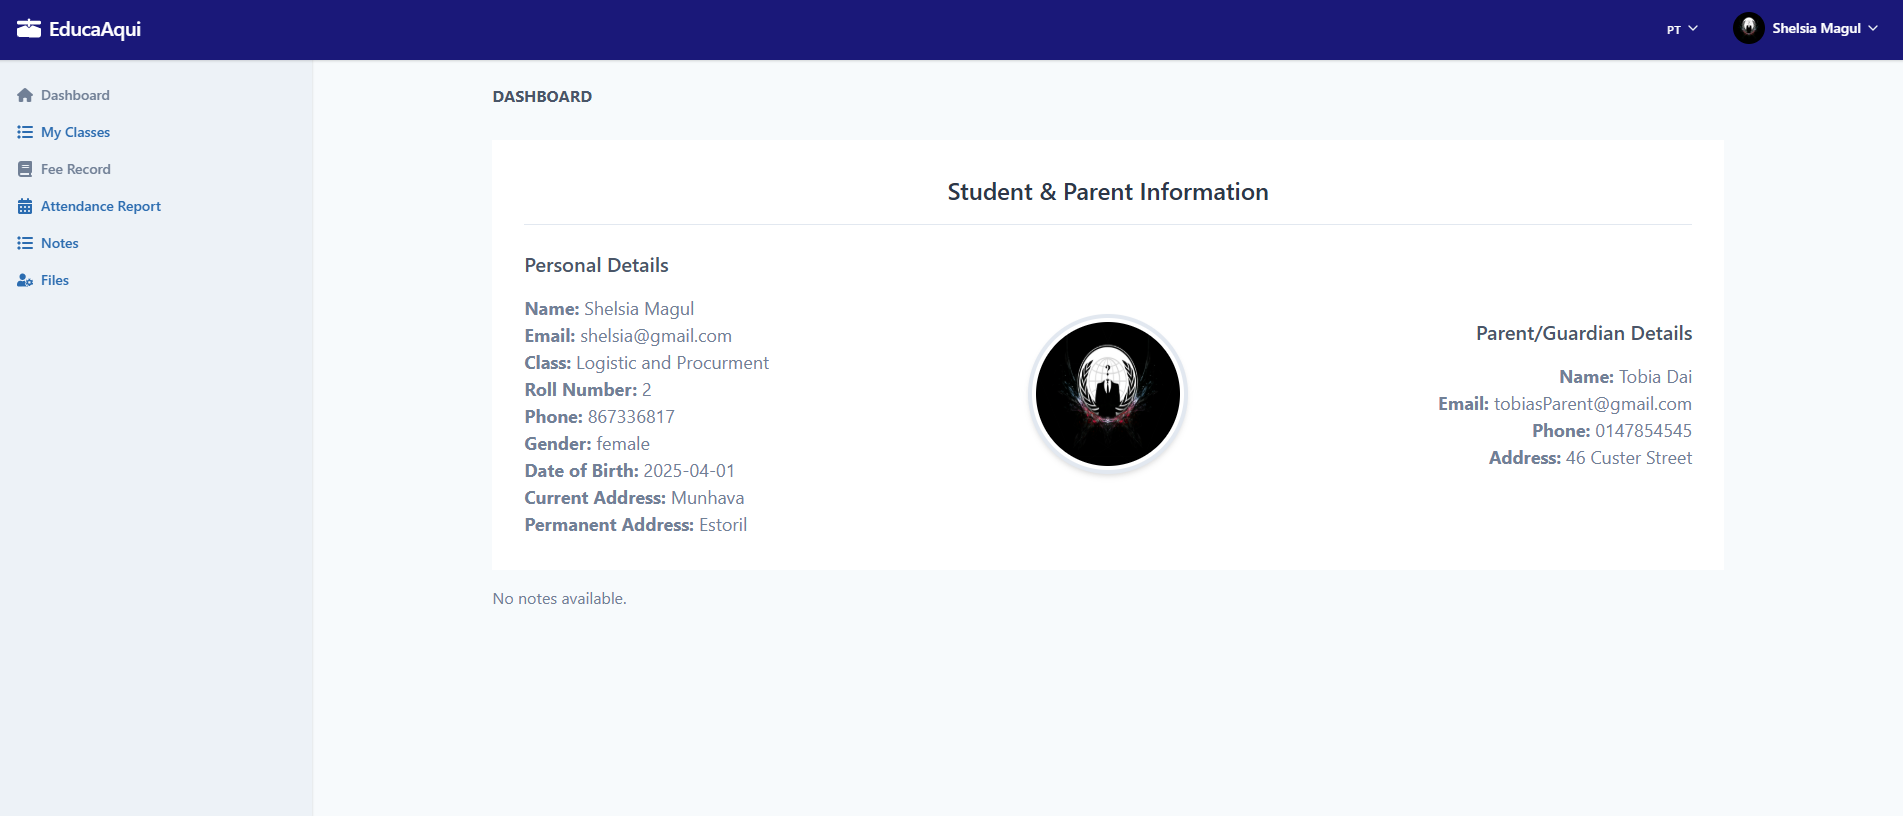 EducaAqui
PT
Shelsia Magul
Dashboard
My Classes
Fee Record
Attendance Report
Notes
Files
DASHBOARD
Student & Parent Information
Personal Details
Name: Shelsia Magul
Email: shelsia@gmail.com
Class: Logistic and Procurment
Roll Number: 2
Phone: 867336817
Gender: female
Date of Birth: 2025-04-01
Current Address: Munhava
Permanent Address: Estoril
?
Parent/Guardian Details
Name: Tobia Dai
Email: tobiasParent@gmail.com
Phone: 0147854545
Address: 46 Custer Street
No notes available.